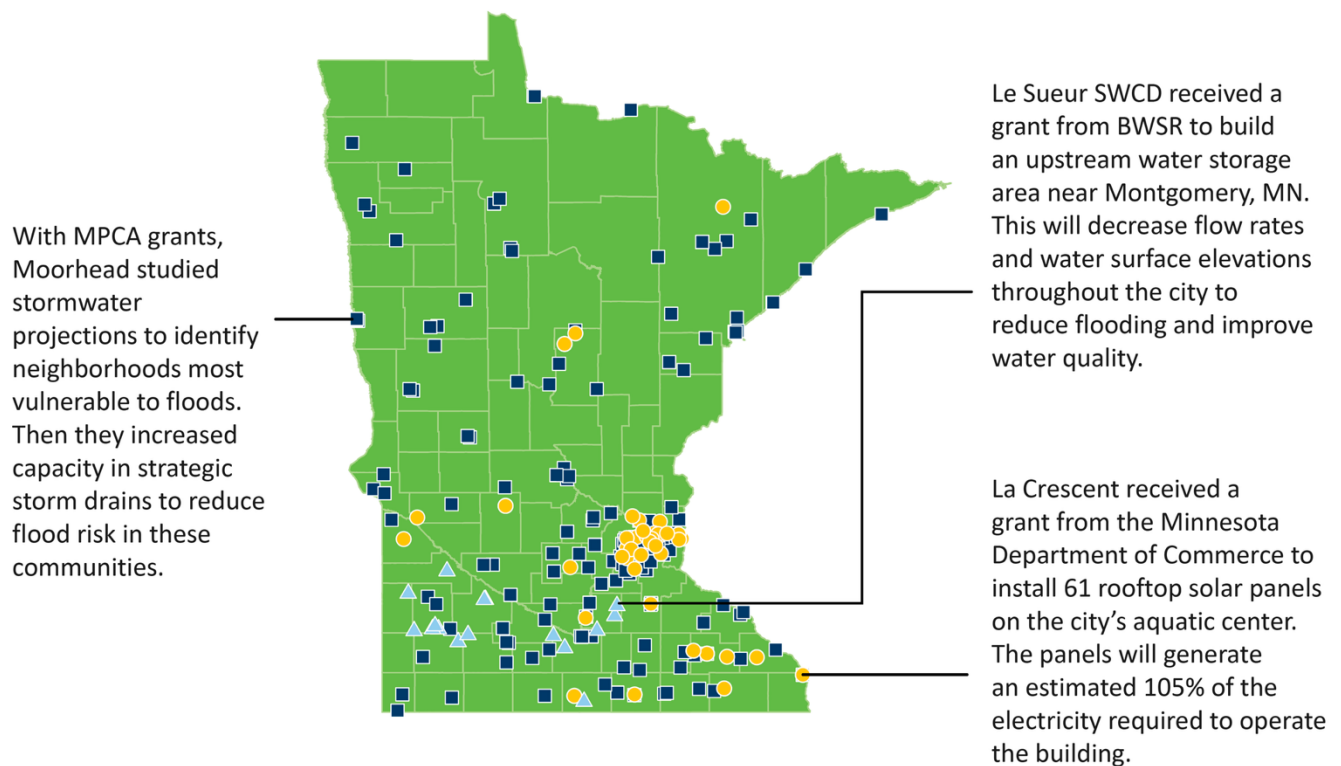 With MPCA grants,
Moorhead studied
stormwater
projections to identify
neighborhoods most
vulnerable to floods.
Then they increased
capacity in strategic
storm drains to reduce
flood risk in these
communities.
Le Sueur SWCD received a
grant from BWSR to build
an upstream water storage
area near Montgomery, MN.
This will decrease flow rates
and water surface elevations
throughout the city to
reduce flooding and improve
water quality.
La Crescent received a
grant from the Minnesota
Department of Commerce to
install 61 rooftop solar panels
on the city’s aquatic center.
The panels will generate
an estimated 105% of the
electricity required to operate
the building.